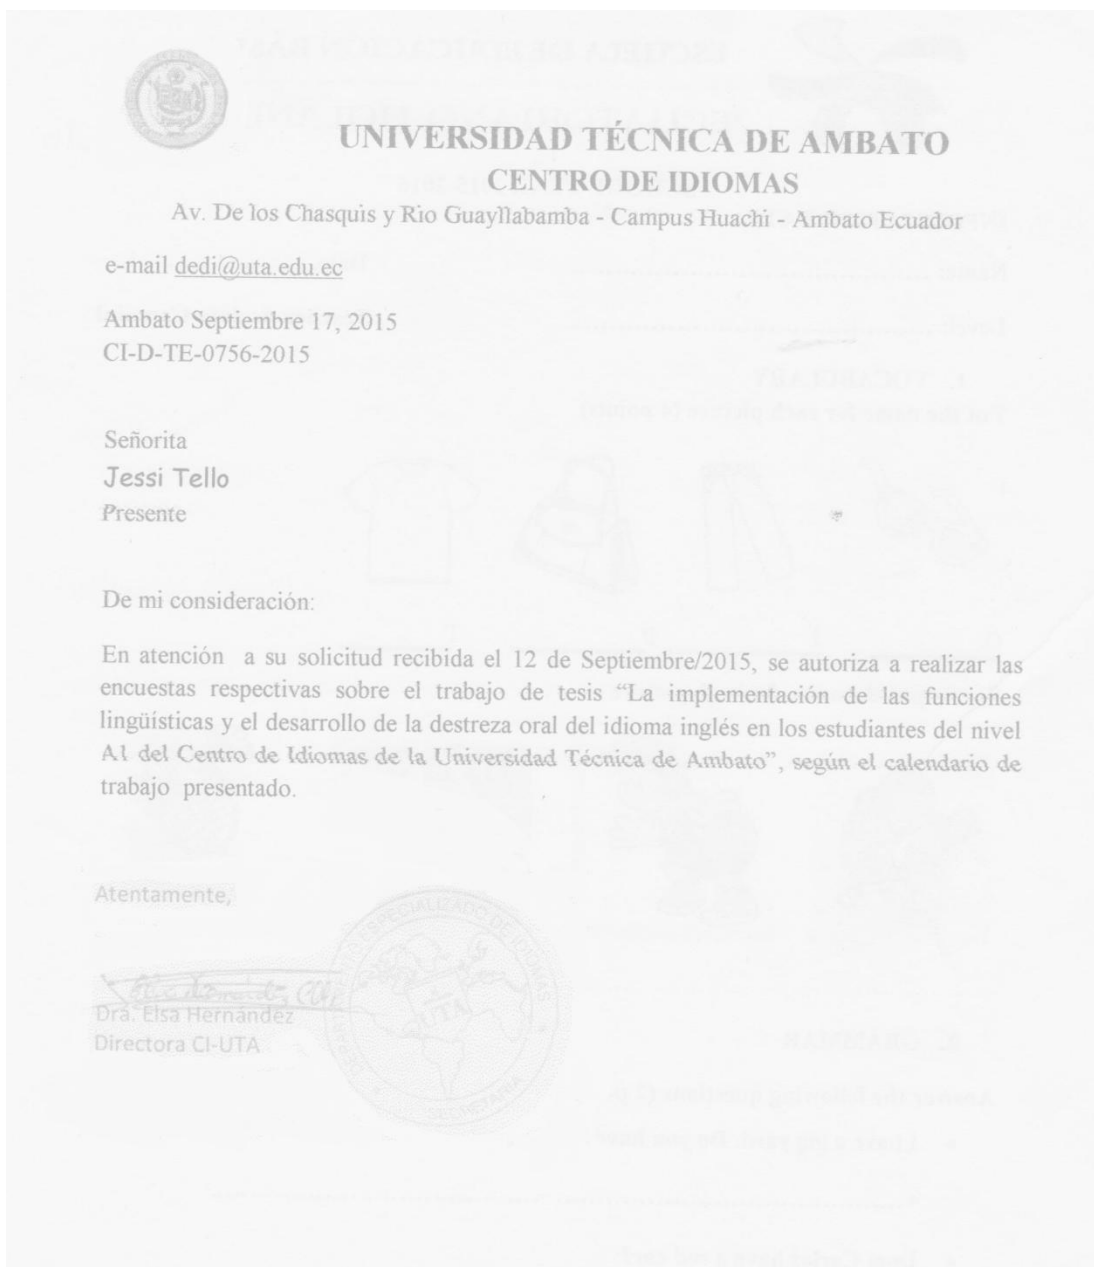 UNIVERSIDAD TÉCNICA DE AMBATO
CENTRO DE IDIOMAS
Av. De los Chasquis y Rio Guayllabamba - Campus Huachi - Ambato Ecuador
e-mail dedi@uta.edu.ec
Ambato Septiembre 17, 2015
CI-D-TE-0756-2015
Señorita
Jessi Tello
Presente
De mi consideración:
En atención a su solicitud recibida el 12 de Septiembre/2015, se autoriza a realizar las
encuestas respectivas sobre el trabajo de tesis “La implementación de las funciones
lingüísticas y el desarrollo de la destreza oral del idioma inglés en los estudiantes del nivel
A1 del Centro de Idiomas de la Universidad Técnica de Ambato”, según el calendario de
trabajo presentado.
Atentamente,
Dra. Elsa Hernández
Directora CI-UTA
ESPECIALIZADO DE IDIOMAS
UTA
SECRETARIA